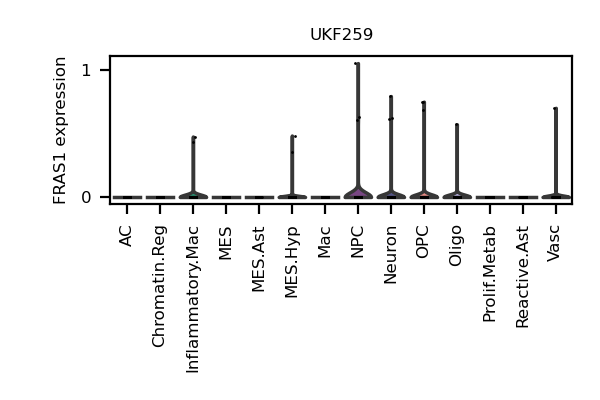 UKF259
FRAS1 expression
1
0
AC
Chromatin.Reg
Inflammatory.Mac
MES
MES.Ast
MES.Hyp
Mac
NPC
Neuron
OPC
Oligo
Prolif.Metab
Reactive.Ast
Vasc